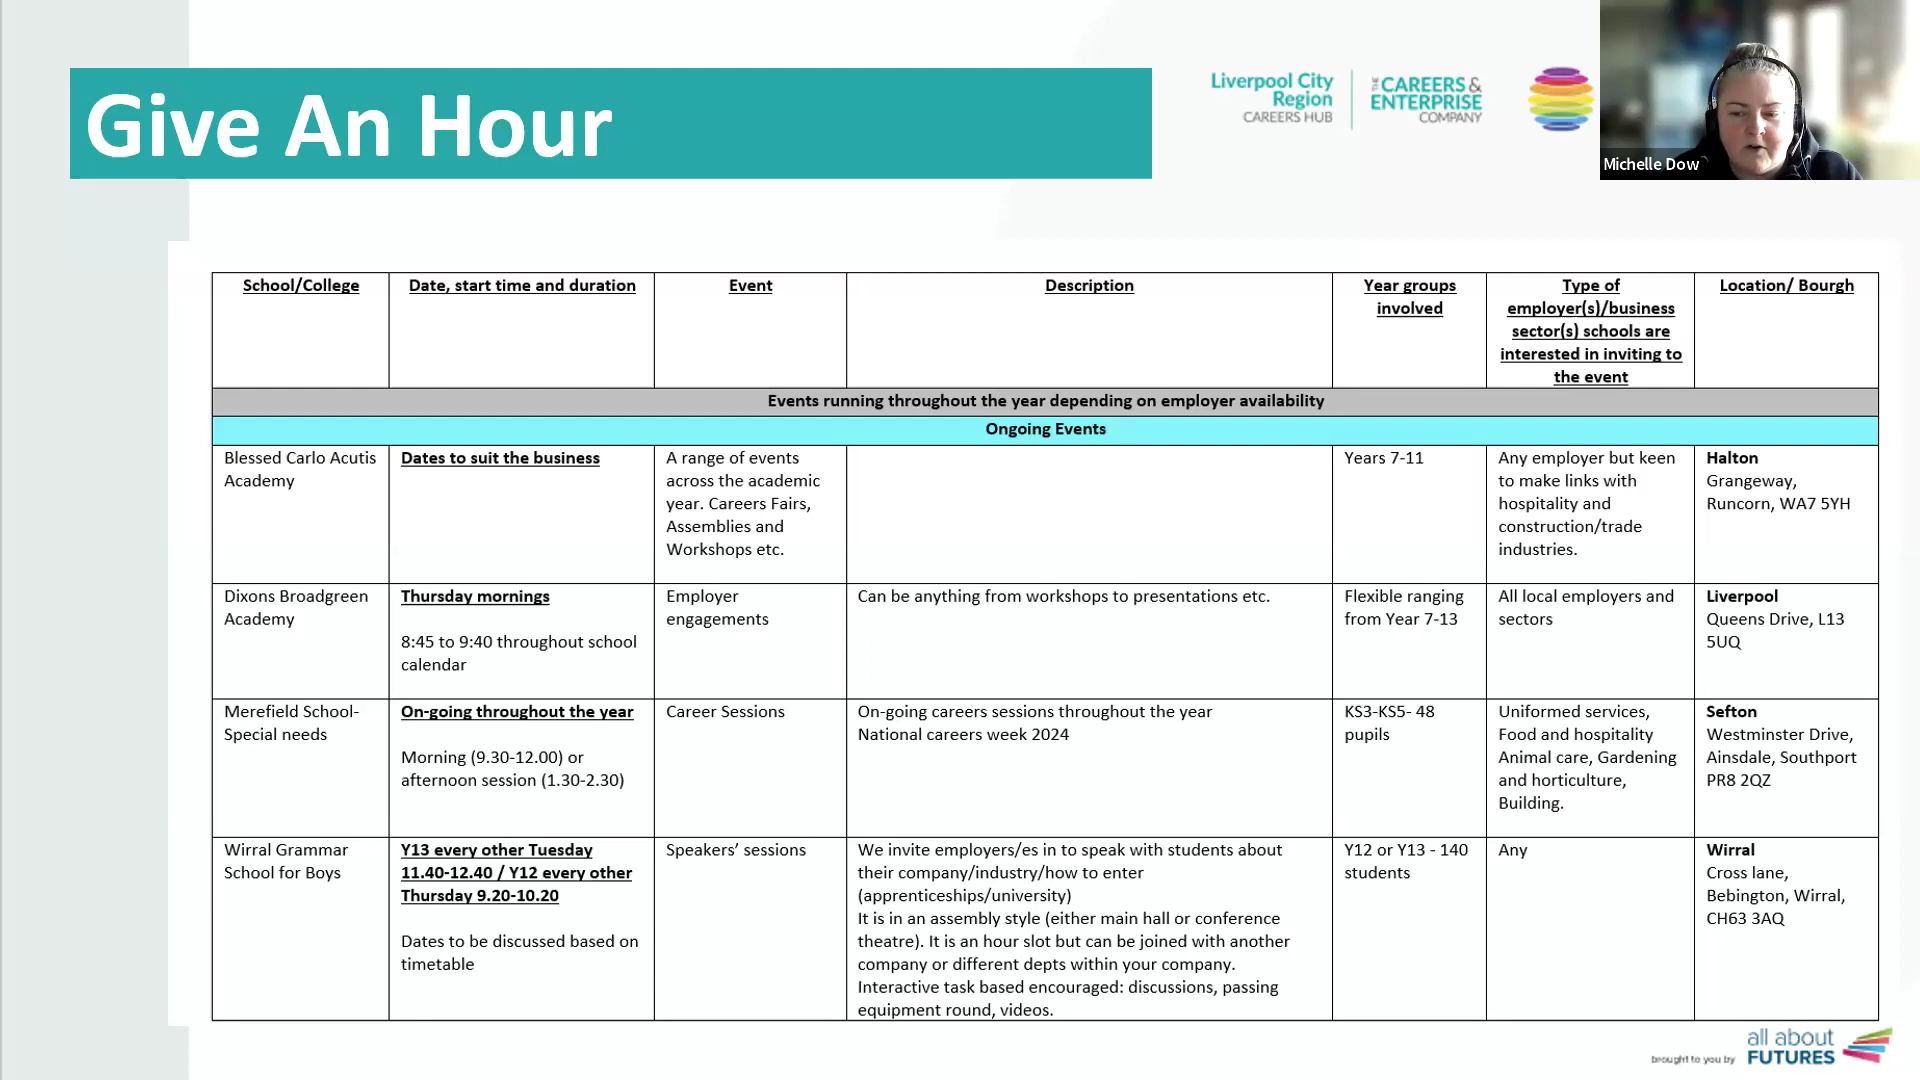 Give An Hour
Liverpool City
Region
CAREERS HUB
THE CAREERS &
ENTERPRISE
COMPANY
Michelle Dow
School/College
Date, start time and duration
Event
Description
Year groups
involved
Type of
employer(s)/business
sector(s) schools are
interested in inviting to
the event
Location/ Bourgh
Events running throughout the year depending on employer availability
Ongoing Events
Blessed Carlo Acutis
Academy
Dates to suit the business
A range of events
across the academic
year. Careers Fairs,
Assemblies and
Workshops etc.
Years 7-11
Any employer but keen
to make links with
hospitality and
construction/trade
industries.
Halton
Grangeway,
Runcorn, WA7 5YH
Dixons Broadgreen
Academy
Thursday mornings
8:45 to 9:40 throughout school
calendar
Employer
engagements
Can be anything from workshops to presentations etc.
Flexible ranging
from Year 7-13
All local employers and
sectors
Liverpool
Queens Drive, L13
5UQ
Merefield School-
Special needs
On-going throughout the year
Morning (9.30-12.00) or
afternoon session (1.30-2.30)
Career Sessions
On-going careers sessions throughout the year
National careers week 2024
KS3-KS5- 48
pupils
Uniformed services,
Food and hospitality
Animal care, Gardening
and horticulture,
Building.
Sefton
Westminster Drive,
Ainsdale, Southport
PR8 2QZ
Wirral Grammar
School for Boys
Y13 every other Tuesday
11.40-12.40 / Y12 every other
Thursday 9.20-10.20
Dates to be discussed based on
timetable
Speakers’ sessions
We invite employers/es in to speak with students about
their company/industry/how to enter
(apprenticeships/university)
It is in an assembly style (either main hall or conference
theatre). It is an hour slot but can be joined with another
company or different depts within your company.
Interactive task based encouraged: discussions, passing
equipment round, videos.
Y12 or Y13 - 140
students
Any
Wirral
Cross lane,
Bebington, Wirral,
CH63 3AQ
brought to you by
all about
FUTURES